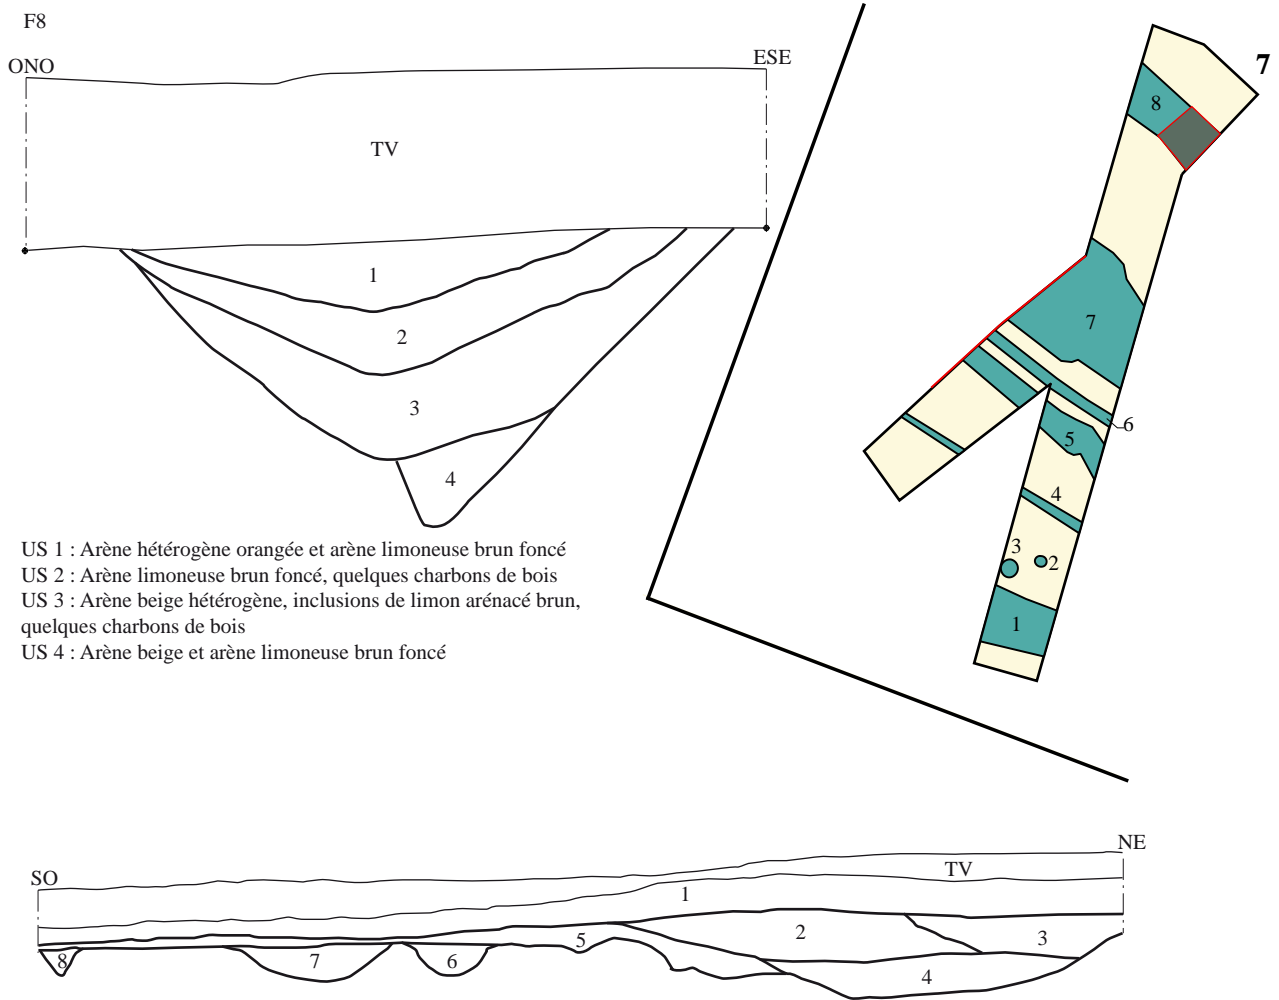 F8
ONO
ESE
TV
1
2
3
4
US 1 : Arène hétérogène orangée et arène limoneuse brun foncé
US 2 : Arène limoneuse brun foncé, quelques charbons de bois
US 3 : Arène beige hétérogène, inclusions de limon arénacé brun,
quelques charbons de bois
US 4 : Arène beige et arène limoneuse brun foncé
7
8
7
6
5
4
3
2
1
SO
NE
TV
1
2
3
4
5
6
7
8